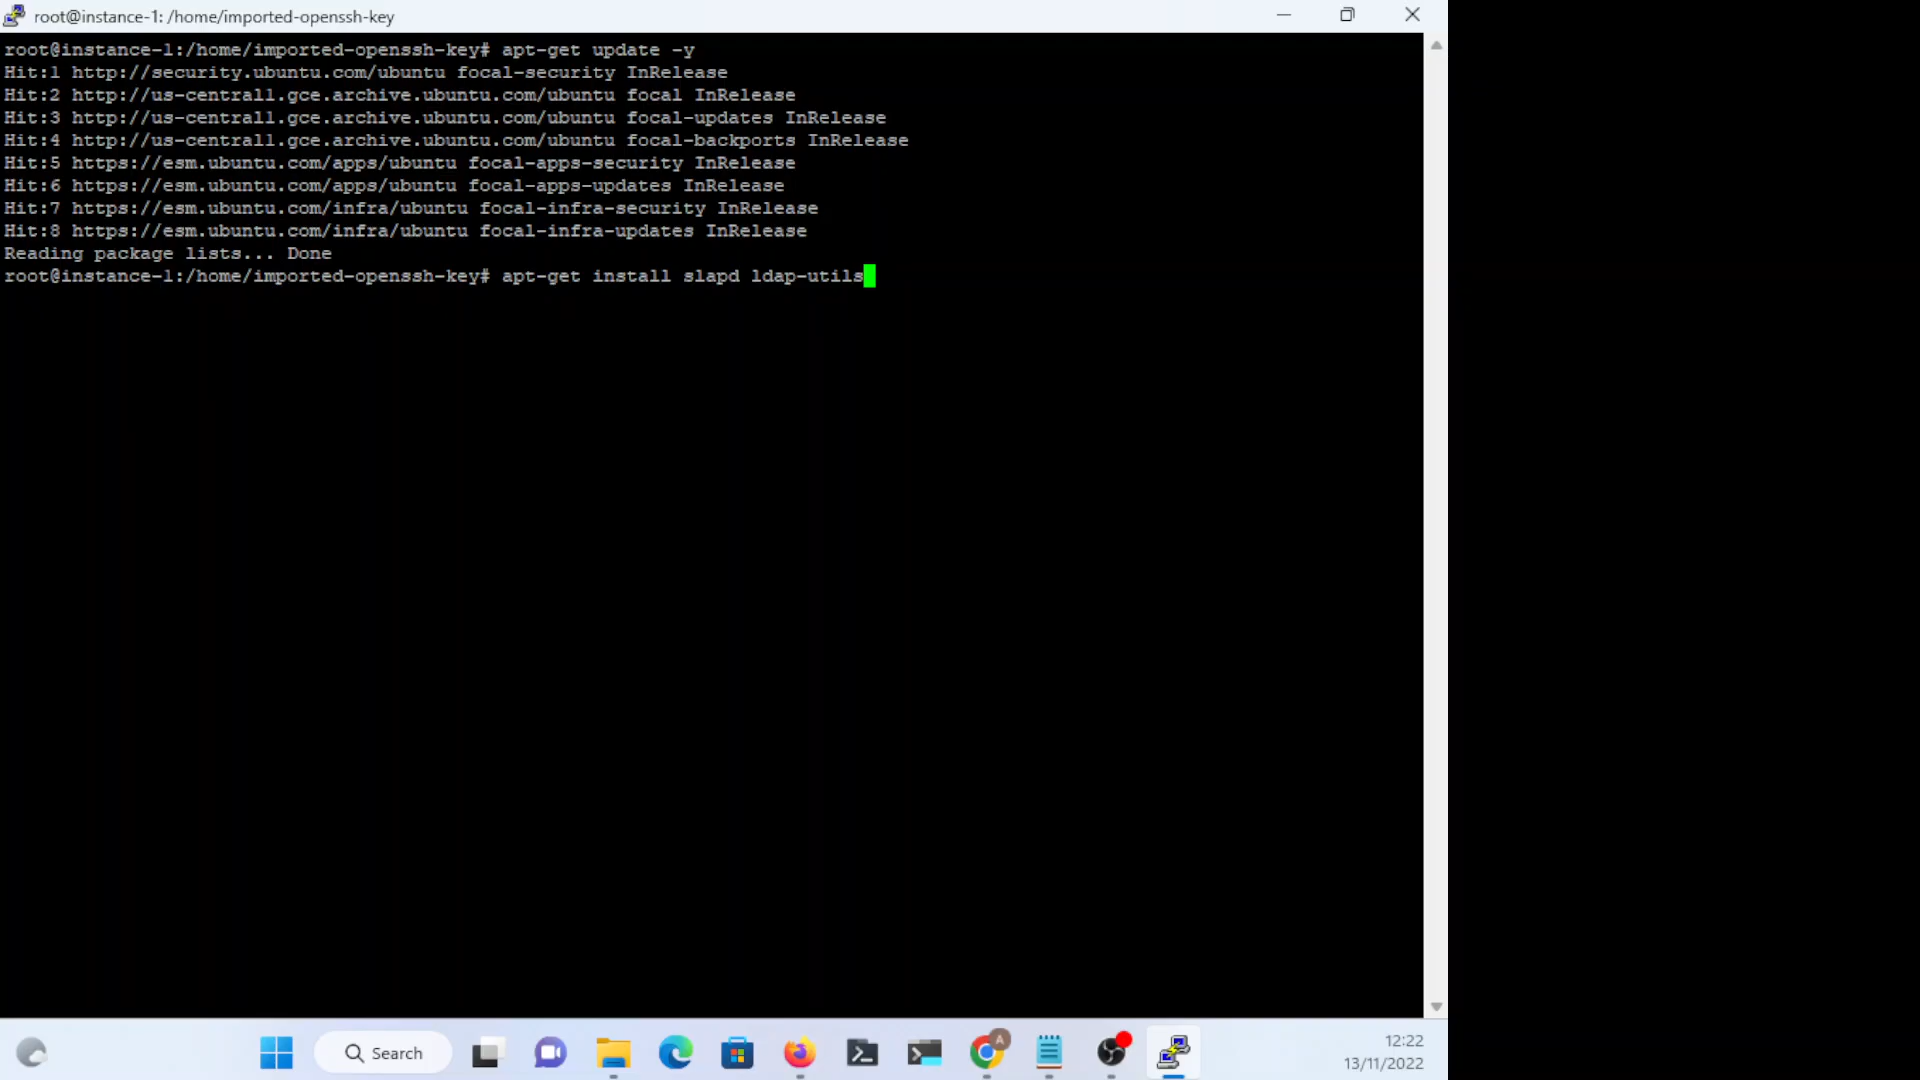 root@instance-1: /home/imported-openssh-key
root@instance-1:/home/imported-openssh-key# apt-get update -y
Hit:1 http://security.ubuntu.com/ubuntu focal-security InRelease
Hit:2 http://us-central1.gce.archive.ubuntu.com/ubuntu focal InRelease
Hit:3 http://us-central1.gce.archive.ubuntu.com/ubuntu focal-updates InRelease
Hit:4 http://us-central1.gce.archive.ubuntu.com/ubuntu focal-backports InRelease
Hit:5 https://esm.ubuntu.com/apps/ubuntu focal-apps-security InRelease
Hit:6 https://esm.ubuntu.com/apps/ubuntu focal-apps-updates InRelease
Hit:7 https://esm.ubuntu.com/infra/ubuntu focal-infra-security InRelease
Hit:8 https://esm.ubuntu.com/infra/ubuntu focal-infra-updates InRelease
Reading package lists... Done
root@instance-1:/home/imported-openssh-key# apt-get install slapd ldap-utils
Search
A
12:22
13/11/2022